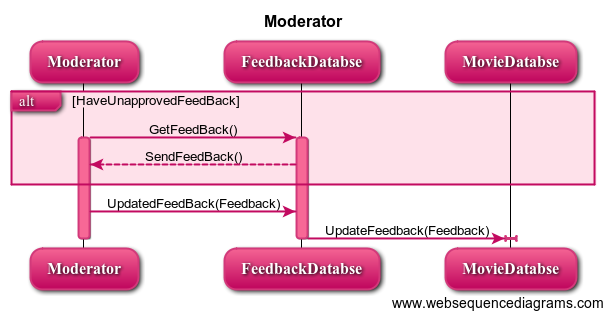 Moderator
Moderator FeedbackDatabse MovieDatabse
alt [HaveUnapprovedFeedBack]
GetFeedBack()
SendFeedBack()
UpdatedFeedBack(Feedback)
UpdateFeedback(Feedback)
Moderator FeedbackDatabse MovieDatabse
www.websequencediagrams.com